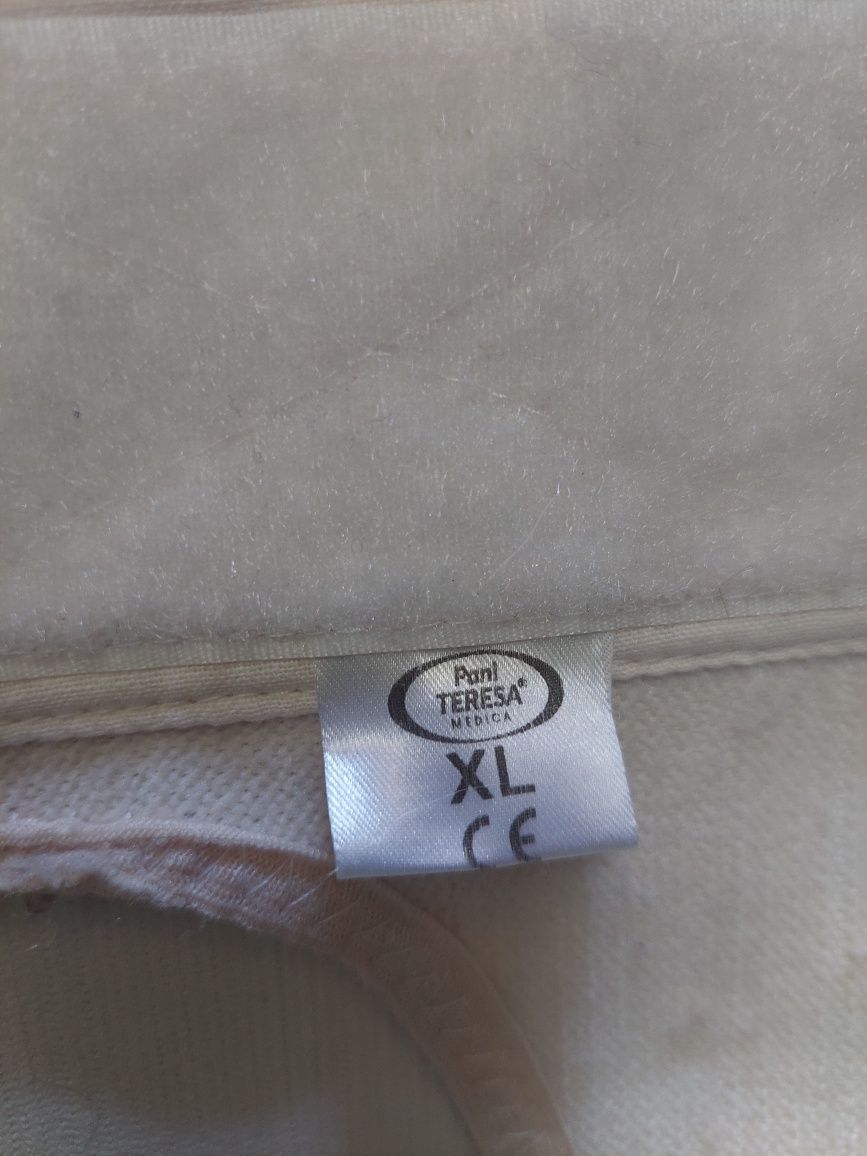 Pani
TERESA®
MEDICA
XL
CE